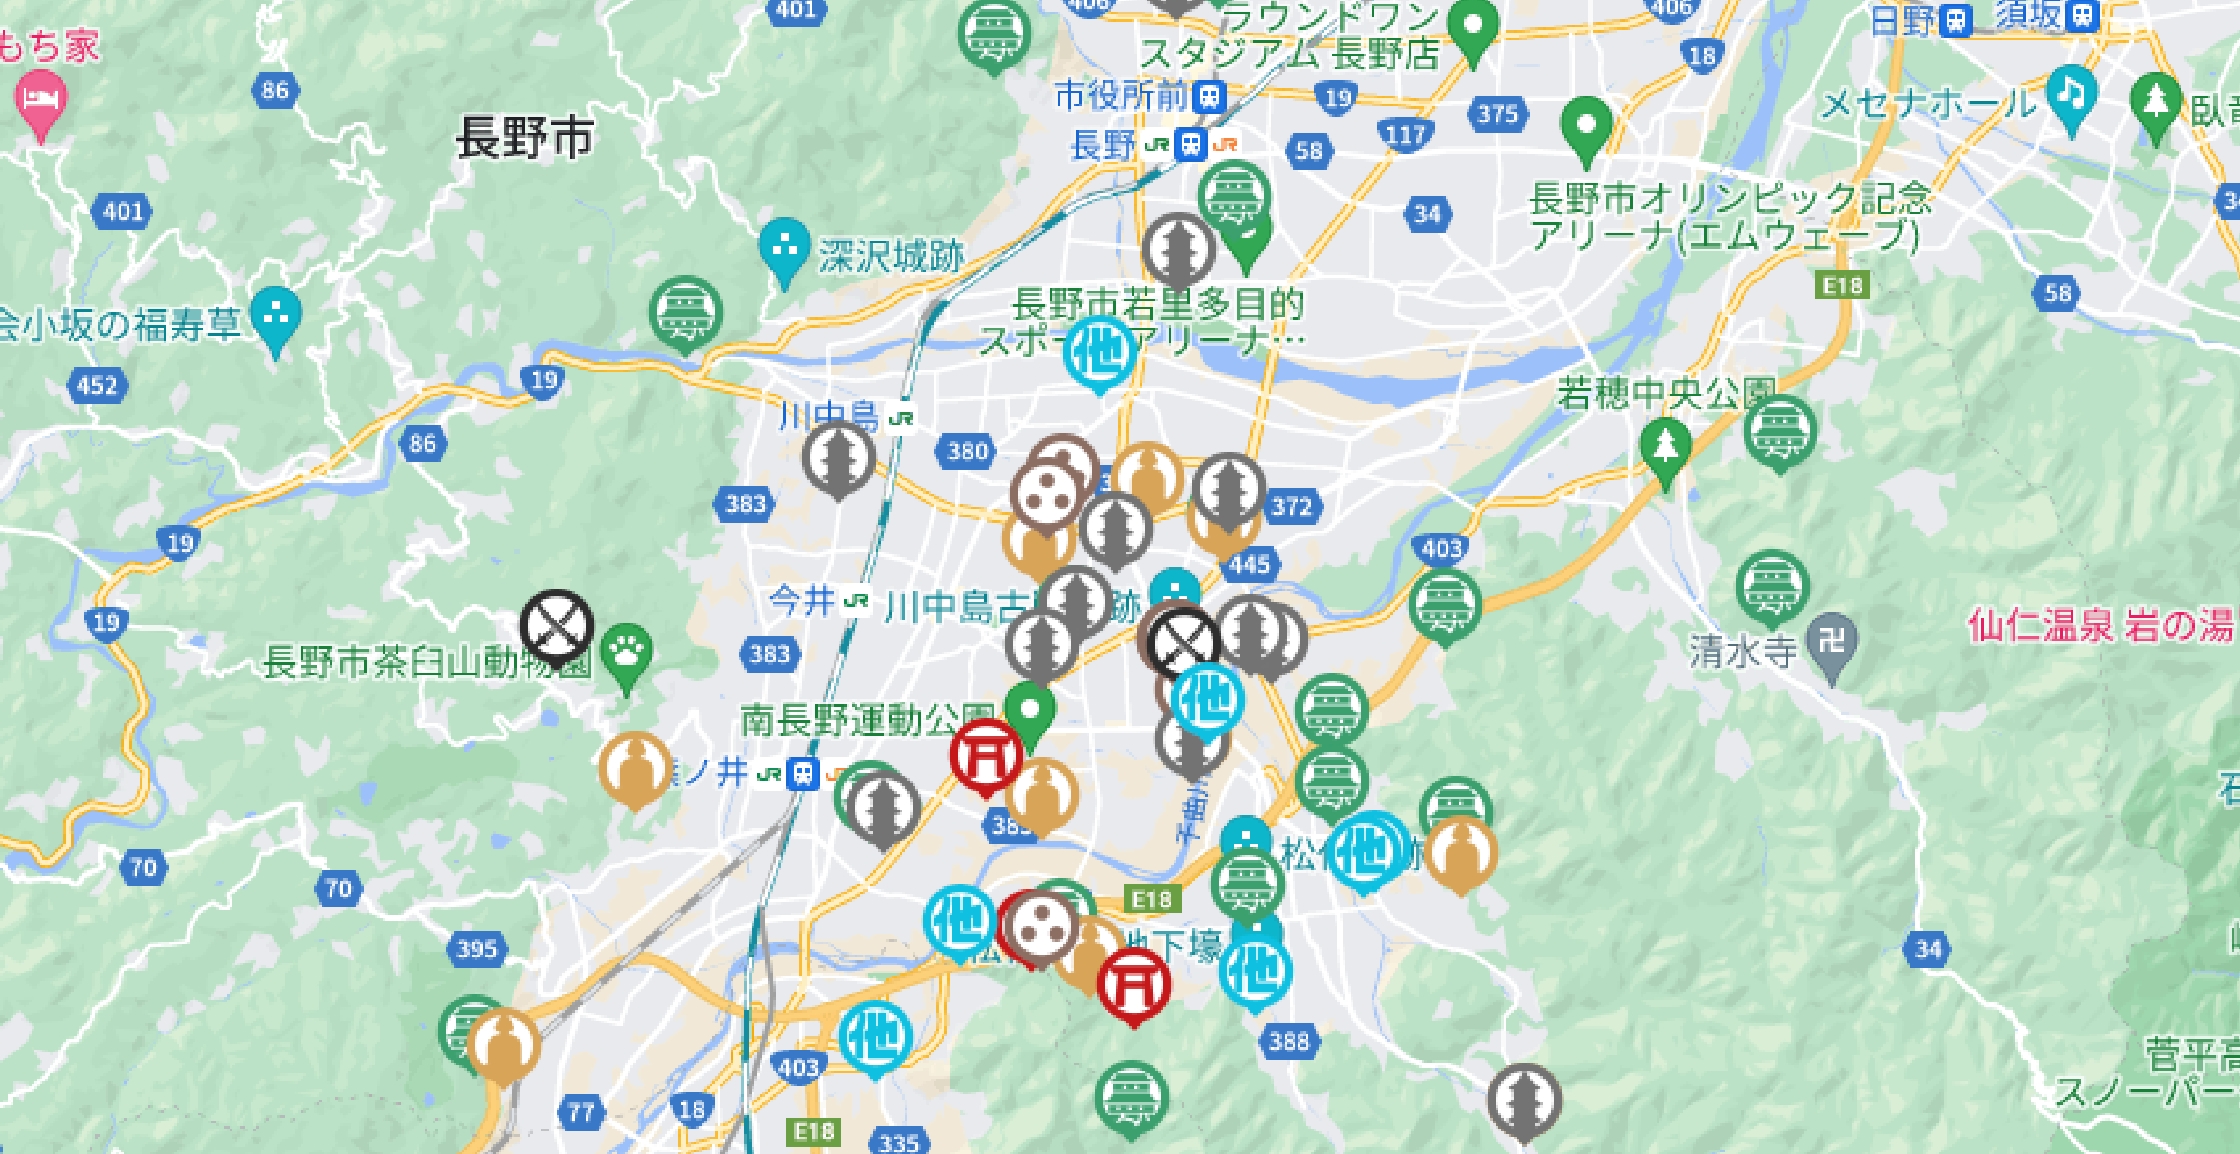 401
406
ラウンドワン
スタジアム 長野店
406
18
日野
須坂
もち家
86
長野市
市役所前
19
375
117
長野
JR
JR
58
メセナホール
臥竜
401
34
長野市オリンピック記念
アリーナ(エムウェーブ)
深沢城跡
E18
58
会小坂の福寿草
長野市若里多目的
スポ
アリーナ…
452
19
若穂中央公園
川中島
JR
86
380
383
372
19
403
445
19
今井
JR
川中島古
跡
383
長野市茶臼山動物園
清水寺
仙仁温泉 岩の湯
南長野運動公園
ノ井
JR
385
他
70
70
松代
跡
E18
395
地下壕
34
388
菅平高
スノーパー
403
77
18
E18
335
他
他
他
他
他